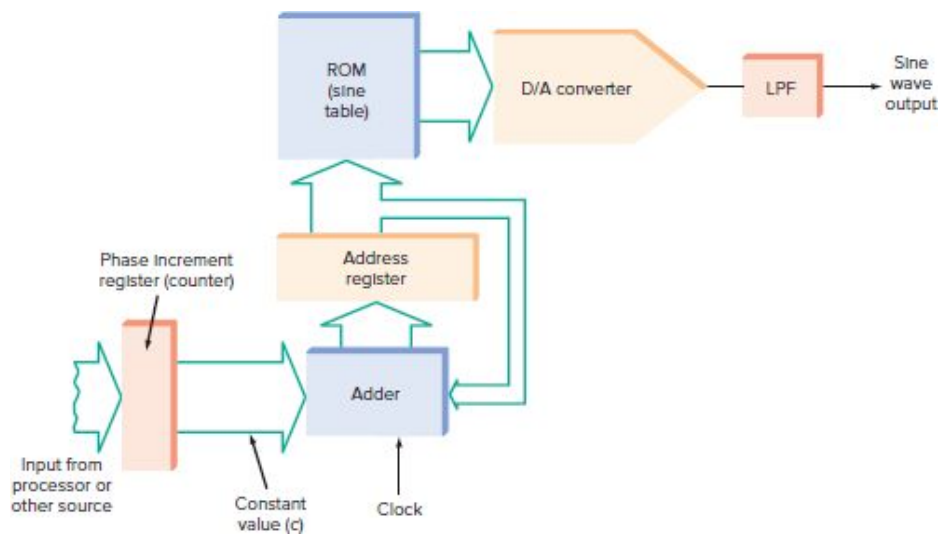 ROM
(sine
table)
D/A converter
LPF
Sine
wave
output
Phase increment
register (counter)
Address
register
Adder
Input from
processor or
other source
Constant
value (c)
Clock